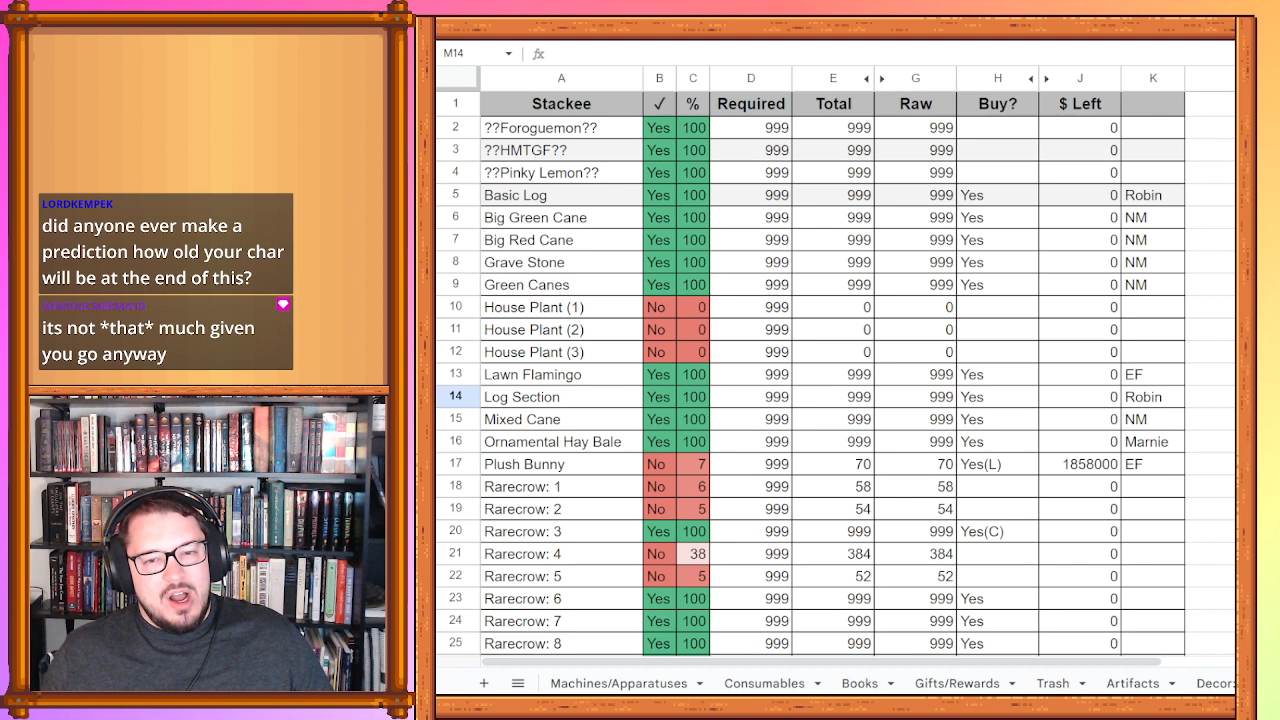 LORDKEMPEK
did anyone ever make a
prediction how old your char
will be at the end of this?
its not *that* much given
you go anyway
M14
fx
A B C D E G H J K
1 Stackee ✓ % Required Total Raw Buy? $ Left
2 ??Foroguemon?? Yes 100 999 999 999 0
3 ??HMTGF?? Yes 100 999 999 999 0
4 ??Pinky Lemon?? Yes 100 999 999 999 0
5 Basic Log Yes 100 999 999 999 Yes 0 Robin
6 Big Green Cane Yes 100 999 999 999 Yes 0 NM
7 Big Red Cane Yes 100 999 999 999 Yes 0 NM
8 Grave Stone Yes 100 999 999 999 Yes 0 NM
9 Green Canes Yes 100 999 999 999 Yes 0 NM
10 House Plant (1) No 0 999 0 0 0
11 House Plant (2) No 0 999 0 0 0
12 House Plant (3) No 0 999 0 0 0
13 Lawn Flamingo Yes 100 999 999 999 Yes 0 EF
14 Log Section Yes 100 999 999 999 Yes 0 Robin
15 Mixed Cane Yes 100 999 999 999 Yes 0 NM
16 Ornamental Hay Bale Yes 100 999 999 999 Yes 0 Marnie
17 Plush Bunny No 7 999 70 70 Yes(L) 1858000 EF
18 Rarecrow: 1 No 6 999 58 58 0
19 Rarecrow: 2 No 5 999 54 54 0
20 Rarecrow: 3 Yes 100 999 999 999 Yes(C) 0
21 Rarecrow: 4 No 38 999 384 384 0
22 Rarecrow: 5 No 5 999 52 52 0
23 Rarecrow: 6 Yes 100 999 999 999 Yes 0
24 Rarecrow: 7 Yes 100 999 999 999 Yes 0
25 Rarecrow: 8 Yes 100 999 999 999 Yes 0
Machines/Apparatuses Consumables Books Gifts/Rewards Trash Artifacts Decor